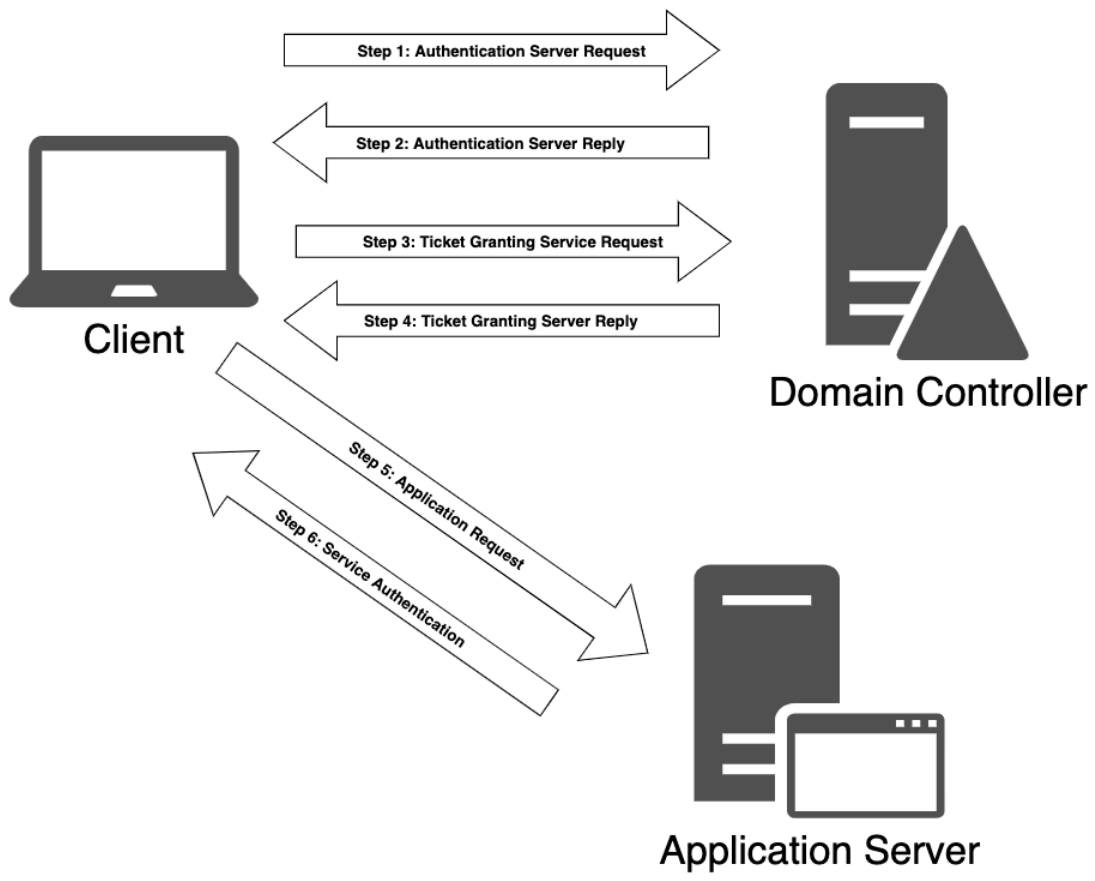 Step 1: Authentication Server Request
Step 2: Authentication Server Reply
Step 3: Ticket Granting Service Request
Step 4: Ticket Granting Server Reply
Client
Domain Controller
Step 5: Application Request
Step 6: Service Authentication
Application Server